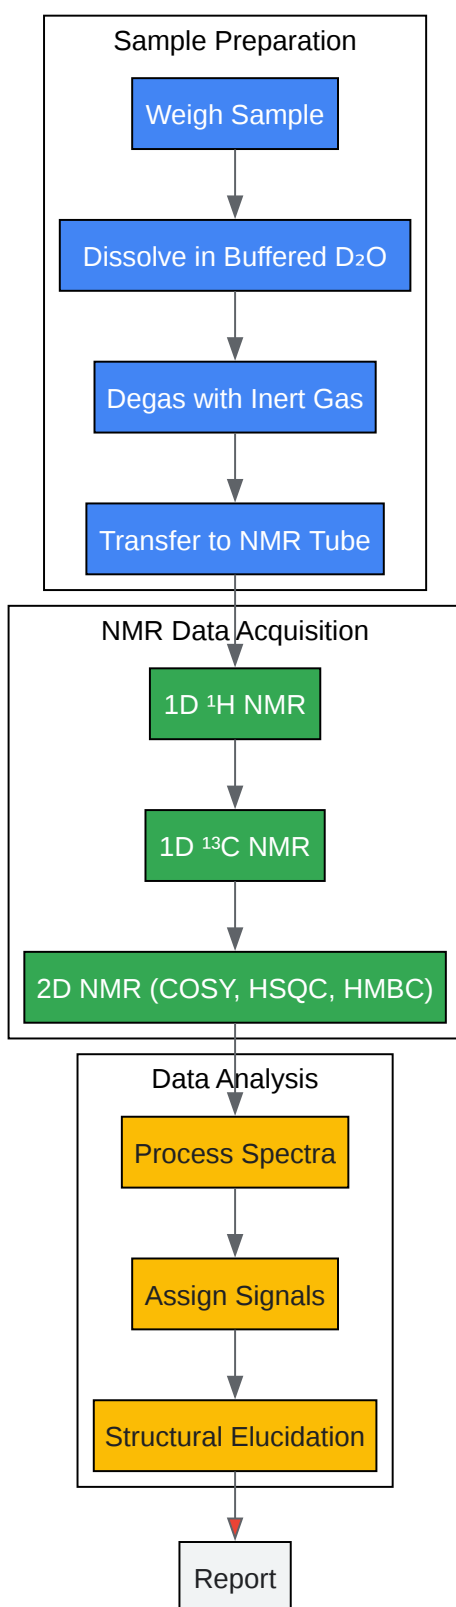 Sample Preparation
Weigh Sample
Dissolve in Buffered D₂O
Degas with Inert Gas
Transfer to NMR Tube
NMR Data Acquisition
1D ¹H NMR
1D ¹³C NMR
2D NMR (COSY, HSQC, HMBC)
Data Analysis
Process Spectra
Assign Signals
Structural Elucidation
Report